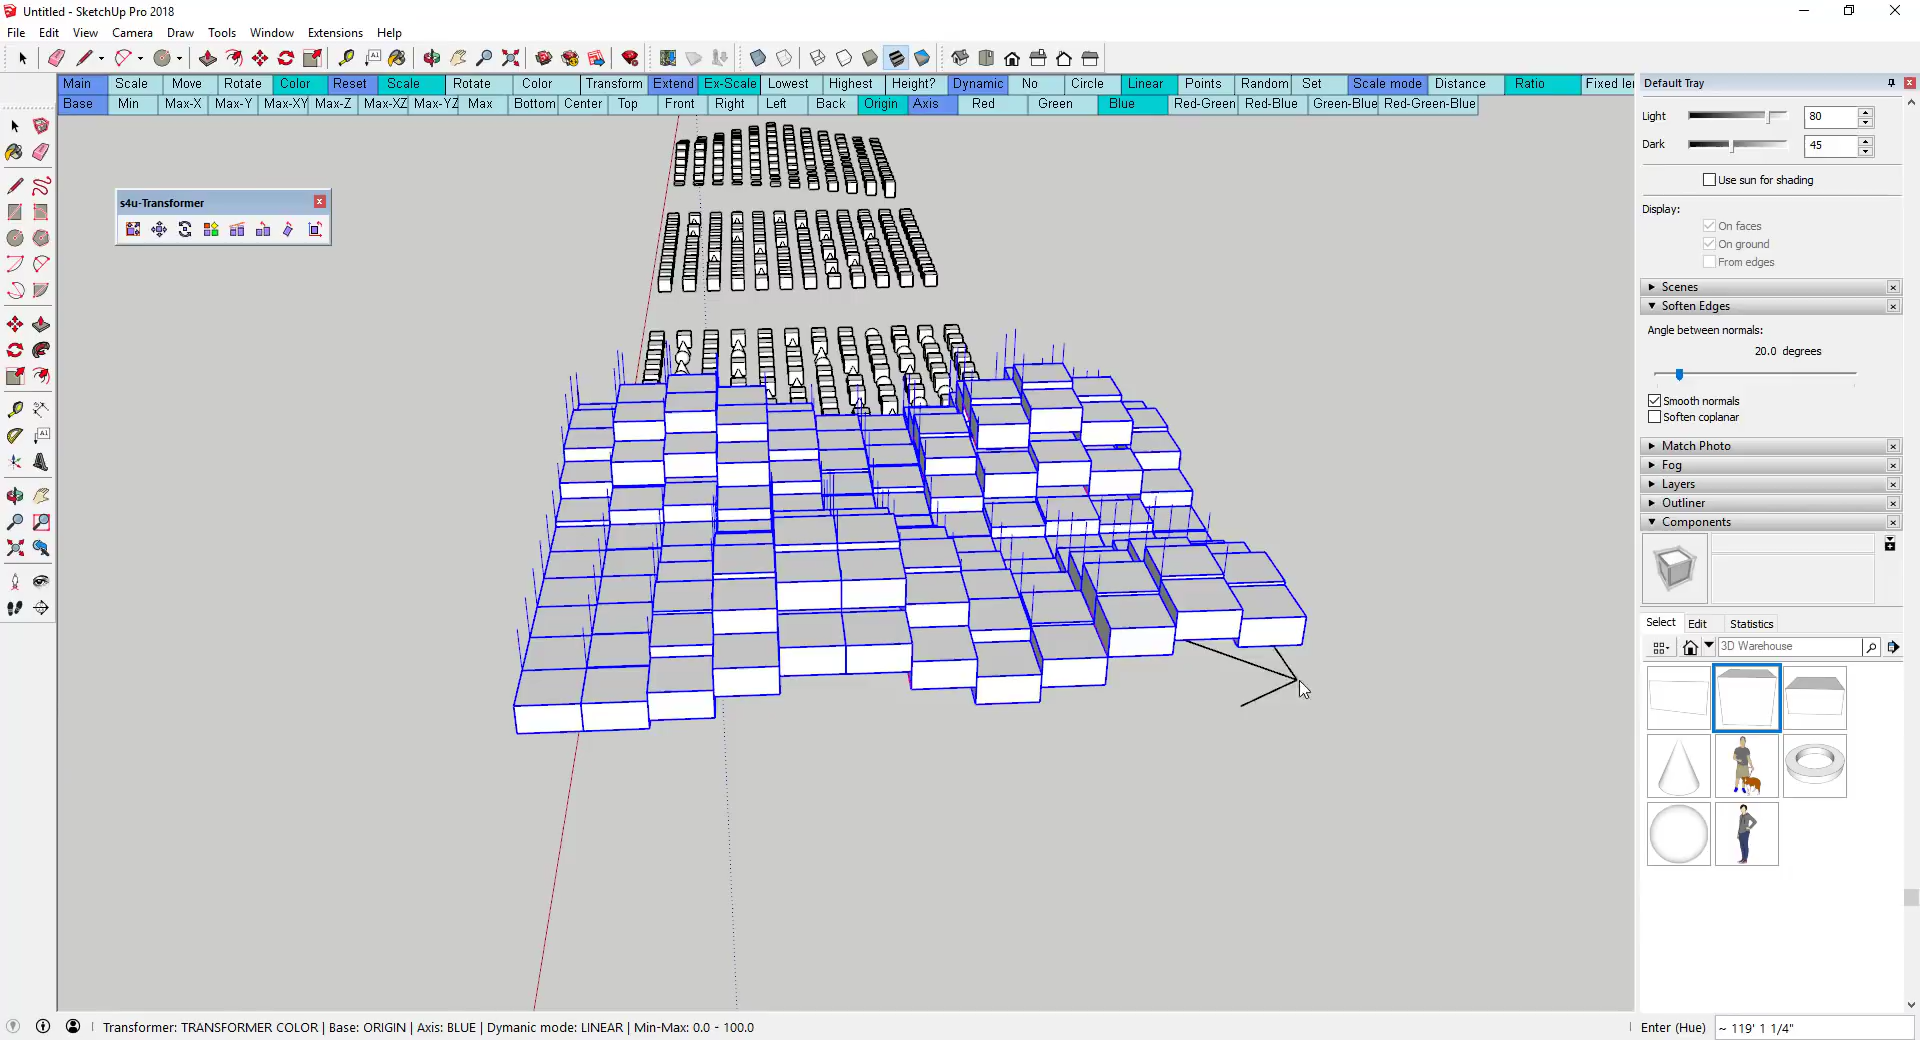 Untitled - SketchUp Pro 2018
File Edit View Camera Draw Tools Window Extensions Help
Main Scale Move Rotate Color Reset Scale Rotate Color Transform Extend Ex-Scale Lowest Highest Height? Dynamic No Circle Linear Points Random Set Scale mode Distance Ratio Fixed len
Base Min Max-X Max-Y Max-XY Max-Z Max-XZ Max-YZ Max Bottom Center Top Front Right Left Back Origin Axis Red Green Blue Red-Green Red-Blue Green-Blue Red-Green-Blue
s4u-Transformer
Default Tray
Light 80
Dark 45
Use sun for shading
Display:
On faces
On ground
From edges
Scenes
Soften Edges
Angle between normals:
20.0 degrees
Smooth normals
Soften coplanar
Match Photo
Fog
Layers
Outliner
Components
Select Edit Statistics
3D Warehouse
Transformer: TRANSFORMER COLOR | Base: ORIGIN | Axis: BLUE | Dymanic mode: LINEAR | Min-Max: 0.0 - 100.0
Enter (Hue) ~ 119' 1 1/4"